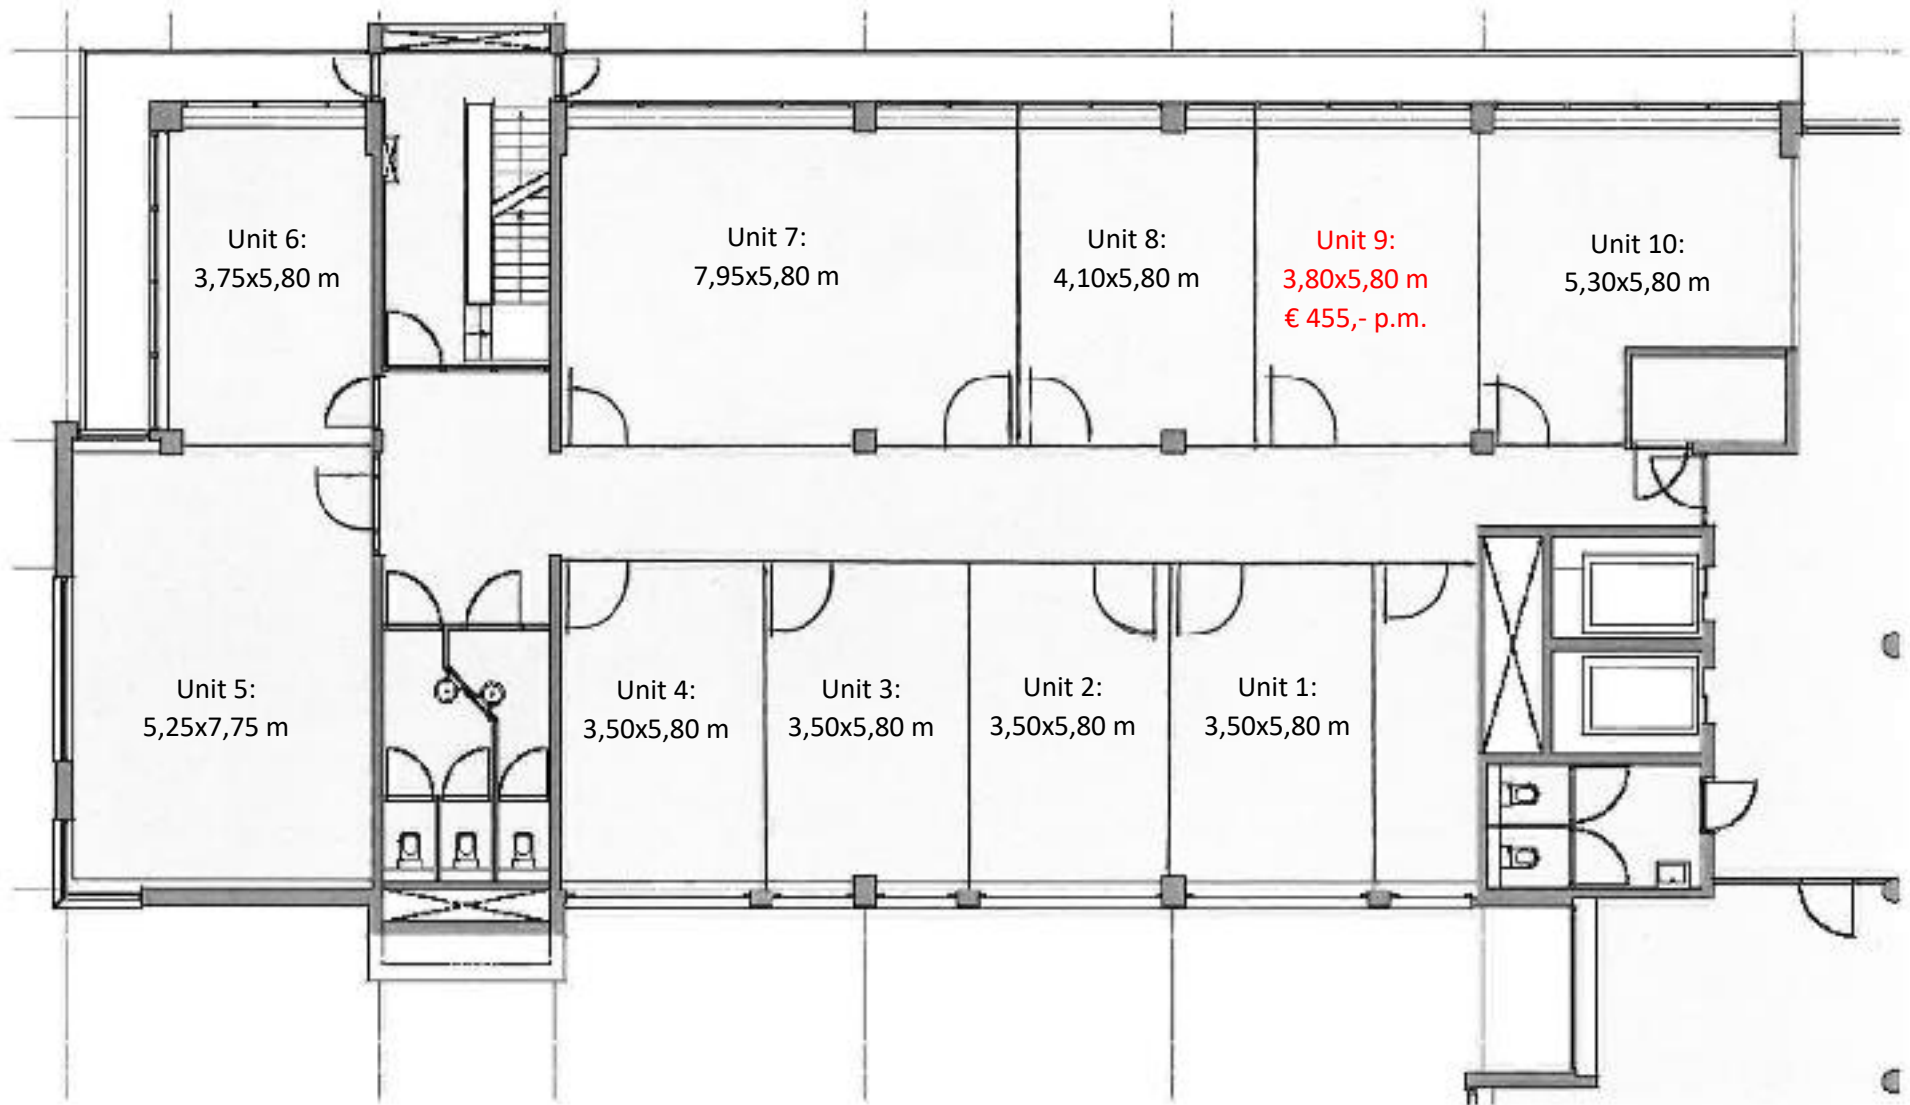 Unit 6:
3,75x5,80 m
Unit 7:
7,95x5,80 m
Unit 8:
4,10x5,80 m
Unit 9:
3,80x5,80 m
€ 455,- p.m.
Unit 10:
5,30x5,80 m
Unit 5:
5,25x7,75 m
Unit 4:
3,50x5,80 m
Unit 3:
3,50x5,80 m
Unit 2:
3,50x5,80 m
Unit 1:
3,50x5,80 m